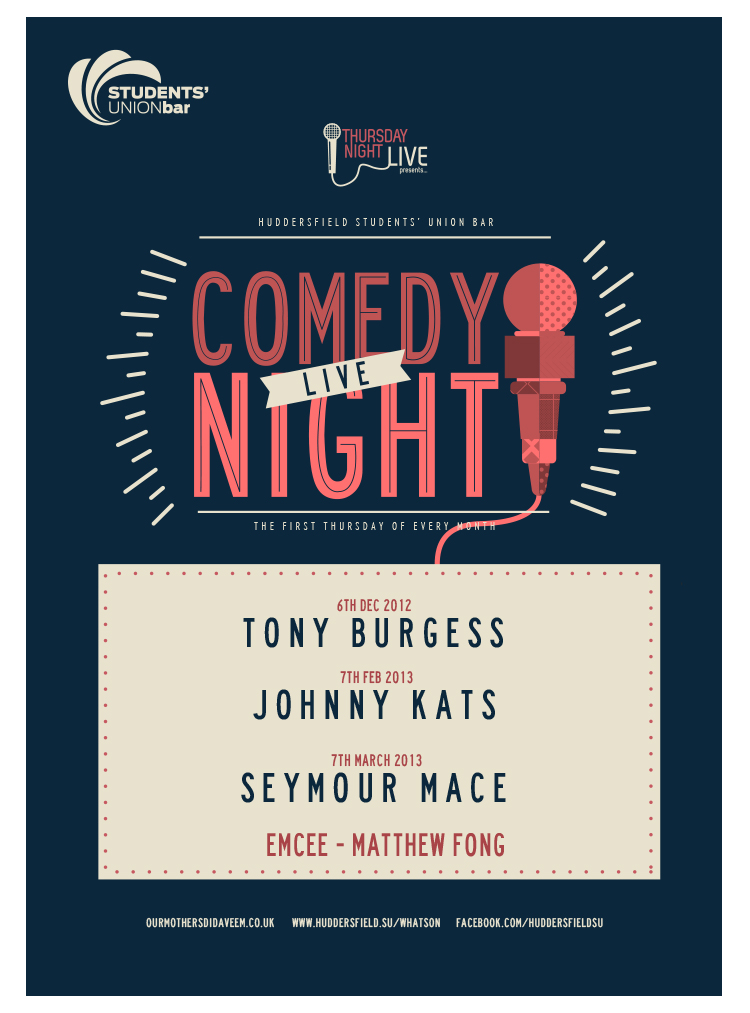 STUDENTS'
UNIONbar
THURSDAY
NIGHT LIVE
presents...
HUDDERSFIELD STUDENTS' UNION BAR
COMEDY
LIVE
NIGHT
THE FIRST THURSDAY OF EVERY MONTH
6TH DEC 2012
TONY BURGESS
7TH FEB 2013
JOHNNY KATS
7TH MARCH 2013
SEYMOUR MACE
EMCEE - MATTHEW FONG
OURMOTHERSDIDAVEEM.CO.UK WWW.HUDDERSFIELD.SU/WHATSON FACEBOOK.COM/HUDDERSFIELDSU